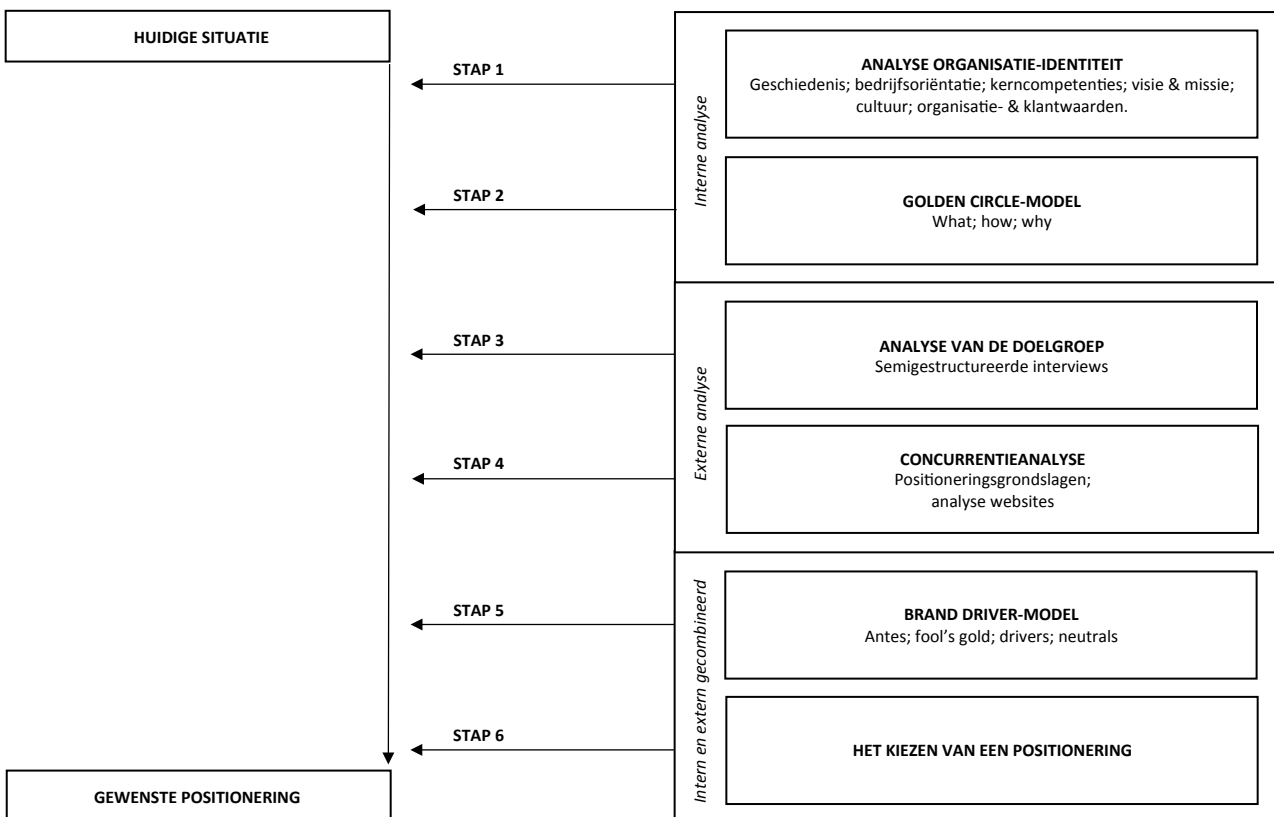 HUIDIGE SITUATIE
STAP 1
ANALYSE ORGANISATIE-IDENTITEIT
Geschiedenis; bedrijfsoriëntatie; kerncompetenties; visie & missie;
cultuur; organisatie- & klantwaarden.
Interne analyse
STAP 2
GOLDEN CIRCLE-MODEL
What; how; why
STAP 3
ANALYSE VAN DE DOELGROEP
Semigestructureerde interviews
Externe analyse
STAP 4
CONCURRENTIEANALYSE
Positioneringsgrondslagen;
analyse websites
STAP 5
BRAND DRIVER-MODEL
Antes; fool’s gold; drivers; neutrals
Intern en extern gecombineerd
STAP 6
HET KIEZEN VAN EEN POSITIONERING
GEWENSTE POSITIONERING